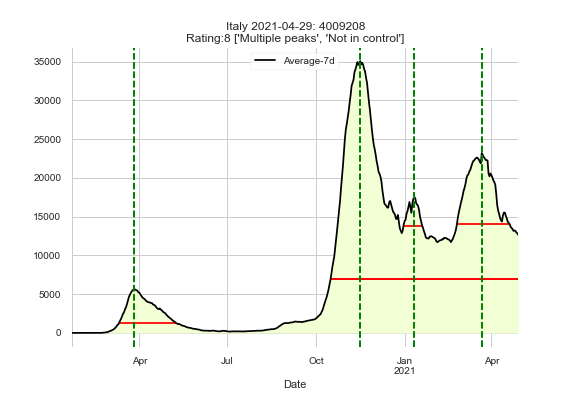 Italy 2021-04-29: 4009208
Rating:8 ['Multiple peaks', 'Not in control']
Average-7d
35000
30000
25000
20000
15000
10000
5000
0
Apr
Jul
Oct
Jan
2021
Apr
Date